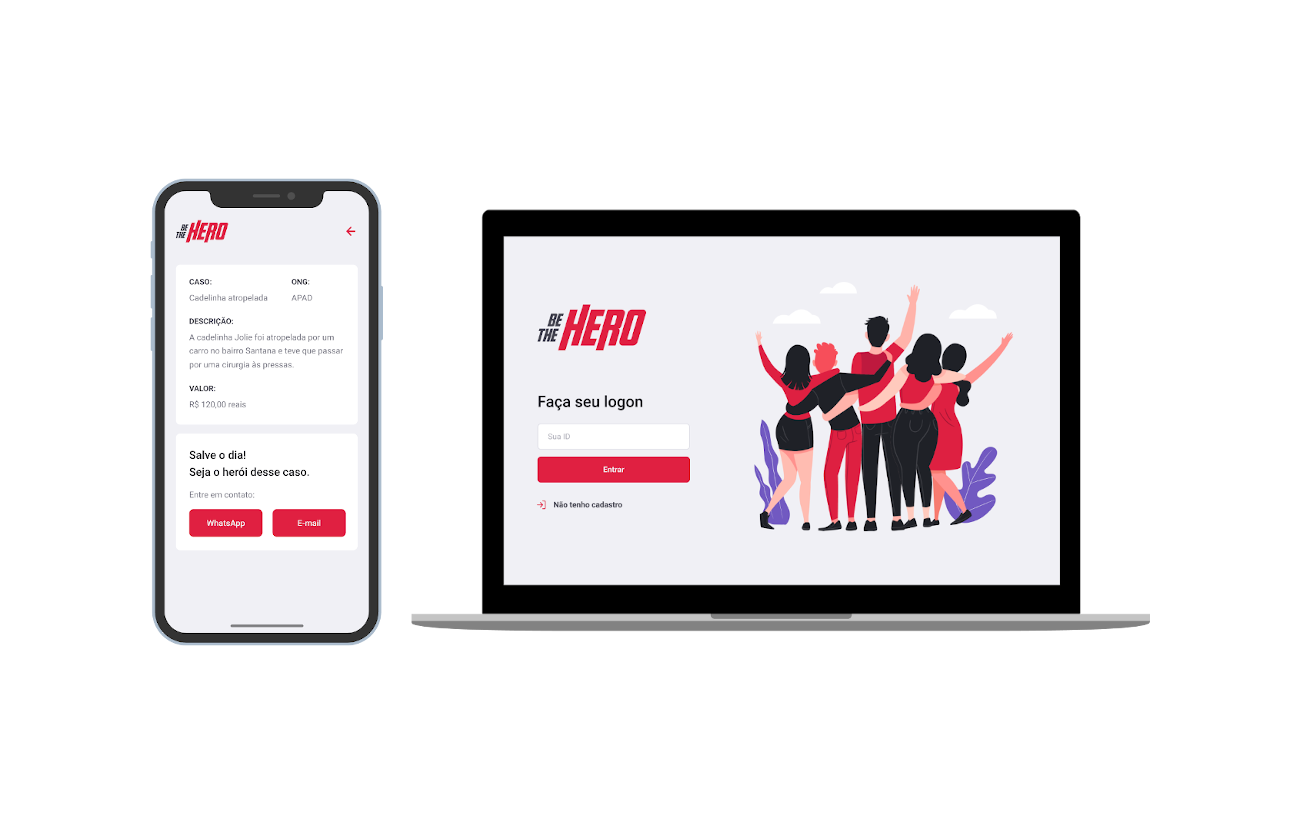 BE
THE HERO
CASO: ONG:
Cadelinha atropelada APAD
DESCRIÇÃO:
A cadelinha Jolie foi atropelada por um
carro no bairro Santana e teve que passar
por uma cirurgia às pressas.
VALOR:
R$ 120,00 reais
Salve o dia!
Seja o herói desse caso.
Entre em contato:
WhatsApp E-mail
BE
THE HERO
Faça seu logon
Sua ID
Entrar
Não tenho cadastro